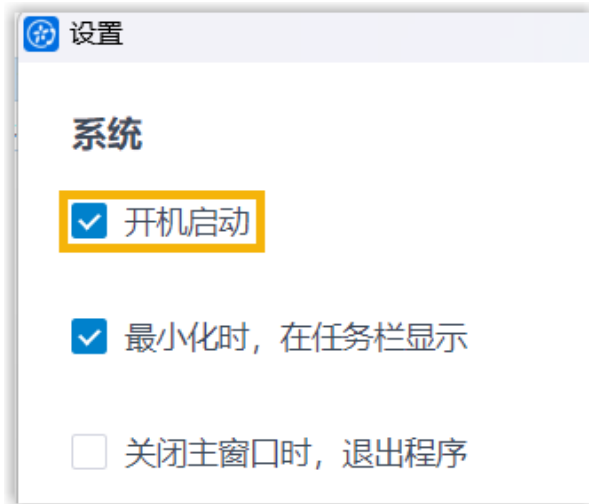 设置
系统
开机启动
最小化时，在任务栏显示
关闭主窗口时，退出程序